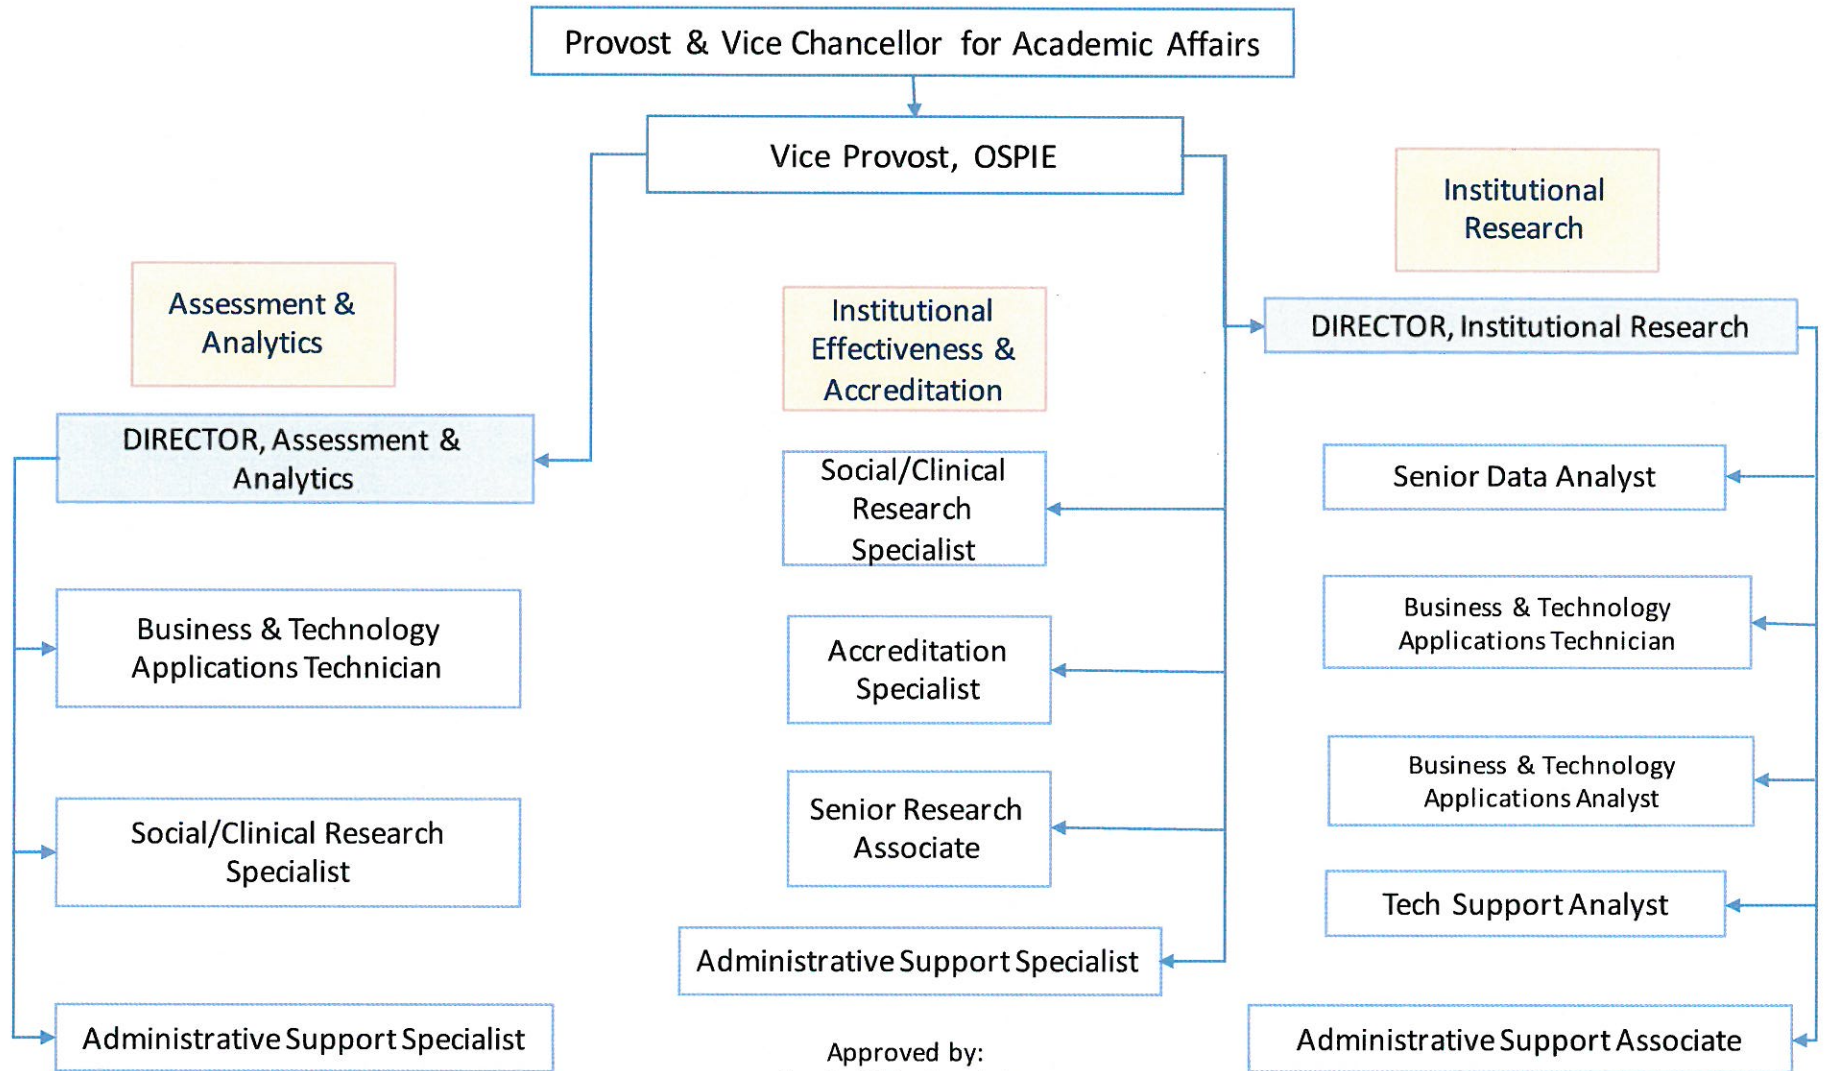 Provost & Vice Chancellor for Academic Affairs
Vice Provost, OSPIE
Assessment &
Analytics
DIRECTOR, Assessment &
Analytics
Business & Technology
Applications Technician
Social/Clinical Research
Specialist
Administrative Support Specialist
Institutional
Effectiveness &
Accreditation
Social/Clinical
Research
Specialist
Accreditation
Specialist
Senior Research
Associate
Administrative Support Specialist
Institutional
Research
DIRECTOR, Institutional Research
Senior Data Analyst
Business & Technology
Applications Technician
Business & Technology
Applications Analyst
Tech Support Analyst
Administrative Support Associate
Approved by: